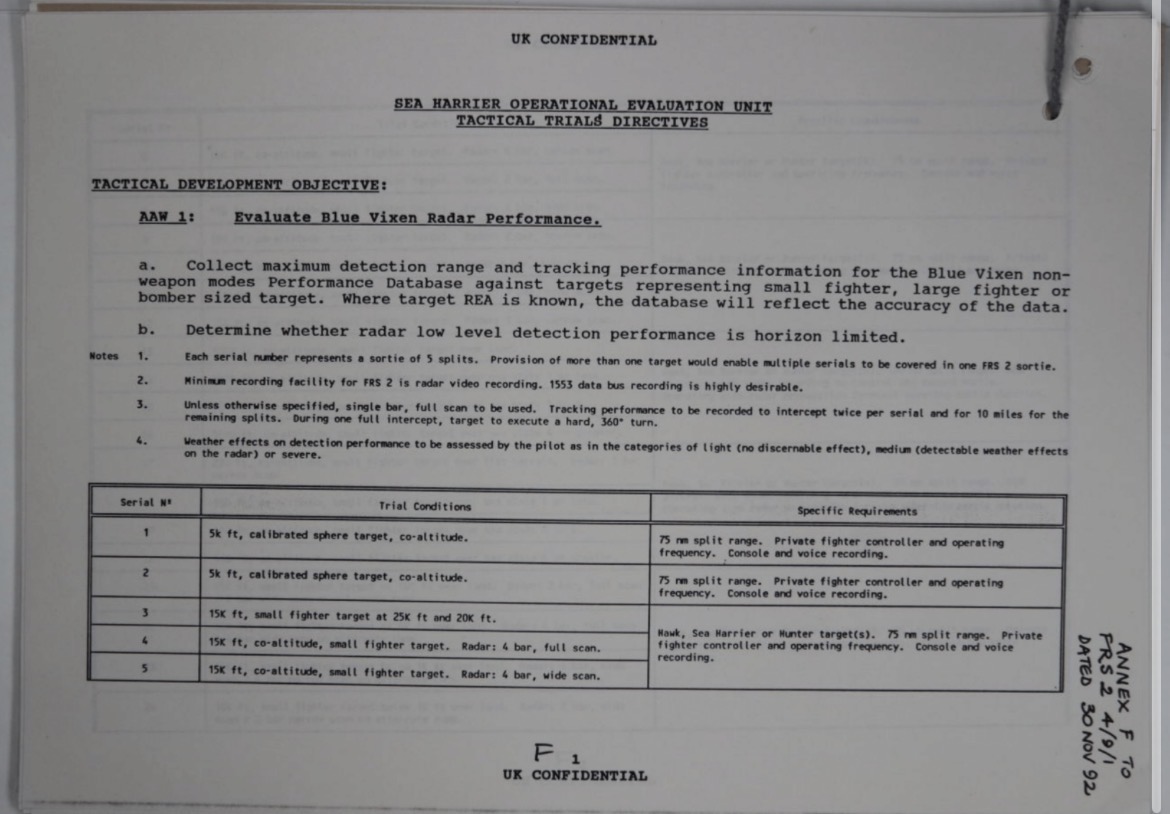 UK CONFIDENTIAL
SEA HARRIER OPERATIONAL EVALUATION UNIT
TACTICAL TRIALS DIRECTIVES
TACTICAL DEVELOPMENT OBJECTIVE:
AAW 1: Evaluate Blue Vixen Radar Performance.
a. Collect maximum detection range and tracking performance information for the Blue Vixen non-
weapon modes Performance Database against targets representing small fighter, large fighter or
bomber sized target. Where target REA is known, the database will reflect the accuracy of the data.
b. Determine whether radar low level detection performance is horizon limited.
Notes 1. Each serial number represents a sortie of 5 splits. Provision of more than one target would enable multiple serials to be covered in one FRS 2 sortie.
2. Minimum recording facility for FRS 2 is radar video recording. 1553 data bus recording is highly desirable.
3. Unless otherwise specified, single bar, full scan to be used. Tracking performance to be recorded to intercept twice per serial and for 10 miles for the
remaining splits. During one full intercept, target to execute a hard, 360° turn.
4. Weather effects on detection performance to be assessed by the pilot as in the categories of light (no discernable effect), medium (detectable weather effects
on the radar) or severe.
Serial Nº Trial Conditions Specific Requirements
1 5k ft, calibrated sphere target, co-altitude. 75 nm split range. Private fighter controller and operating
frequency. Console and voice recording.
2 5k ft, calibrated sphere target, co-altitude. 75 nm split range. Private fighter controller and operating
frequency. Console and voice recording.
3 15K ft, small fighter target at 25K ft and 20K ft.
4 15K ft, co-altitude, small fighter target. Radar: 4 bar, full scan.
5 15K ft, co-altitude, small fighter target. Radar: 4 bar, wide scan.
Hawk, Sea Harrier or Hunter target(s). 75 nm split range. Private
fighter controller and operating frequency. Console and voice
recording.
F 1
UK CONFIDENTIAL
ANNEX F TO
FRS 2 4/9/1
DATED 30 NOV 92